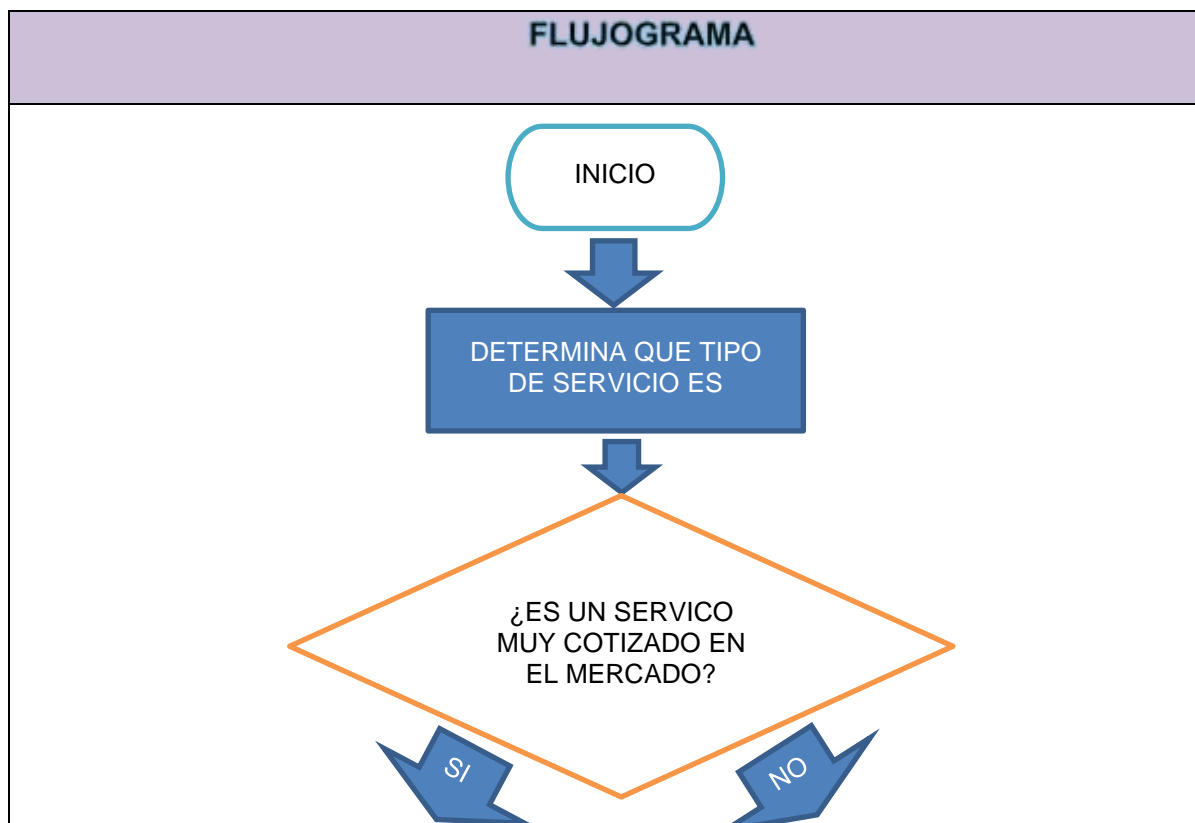 FLUJOGRAMA
INICIO
DETERMINA QUE TIPO
DE SERVICIO ES
¿ES UN SERVICO
MUY COTIZADO EN
EL MERCADO?
SI
NO